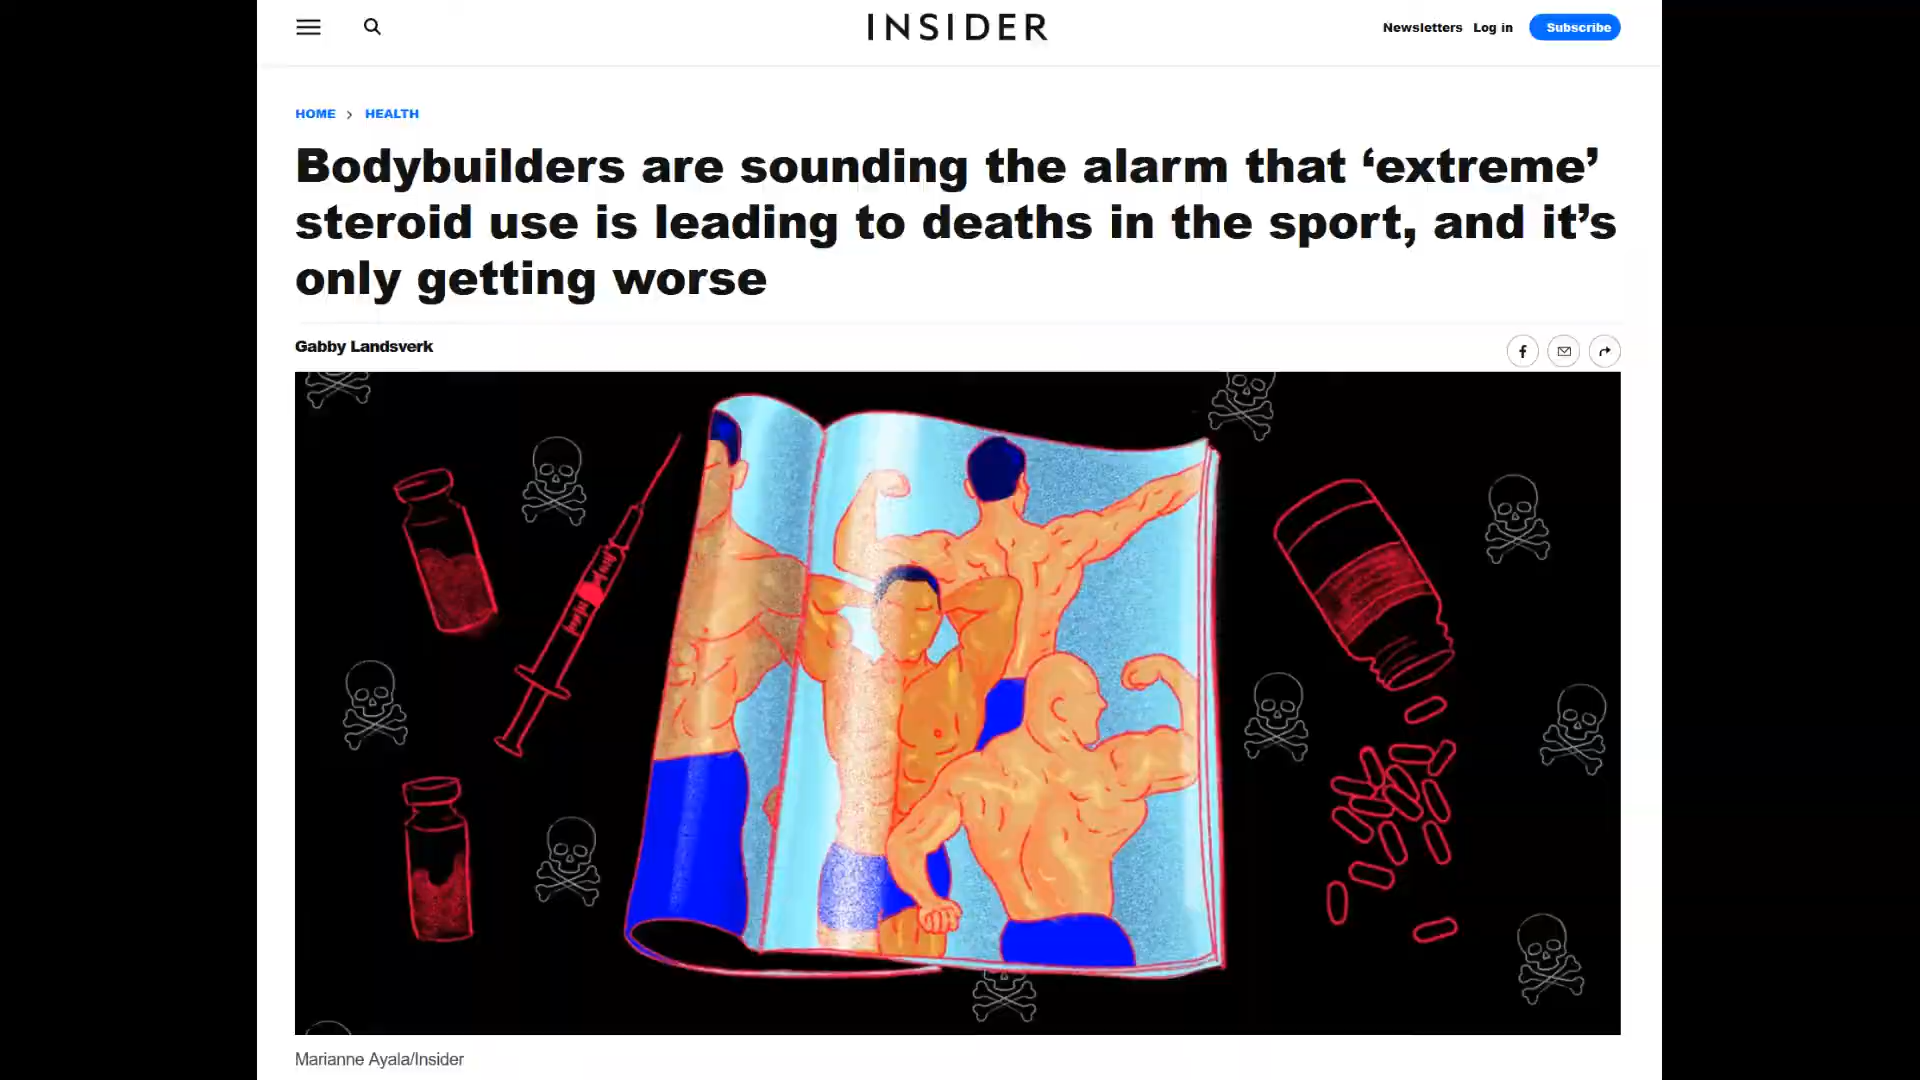 INSIDER
Newsletters Log in Subscribe
HOME > HEALTH
Bodybuilders are sounding the alarm that ‘extreme’
steroid use is leading to deaths in the sport, and it’s
only getting worse
Gabby Landsverk
Marianne Ayala/Insider